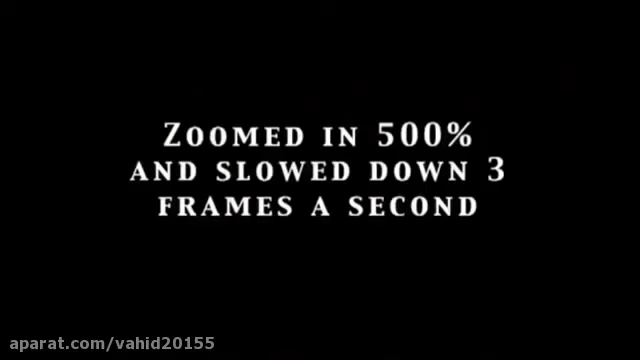 Zoomed in 500%
and slowed down 3
frames a second
aparat.com/vahid20155